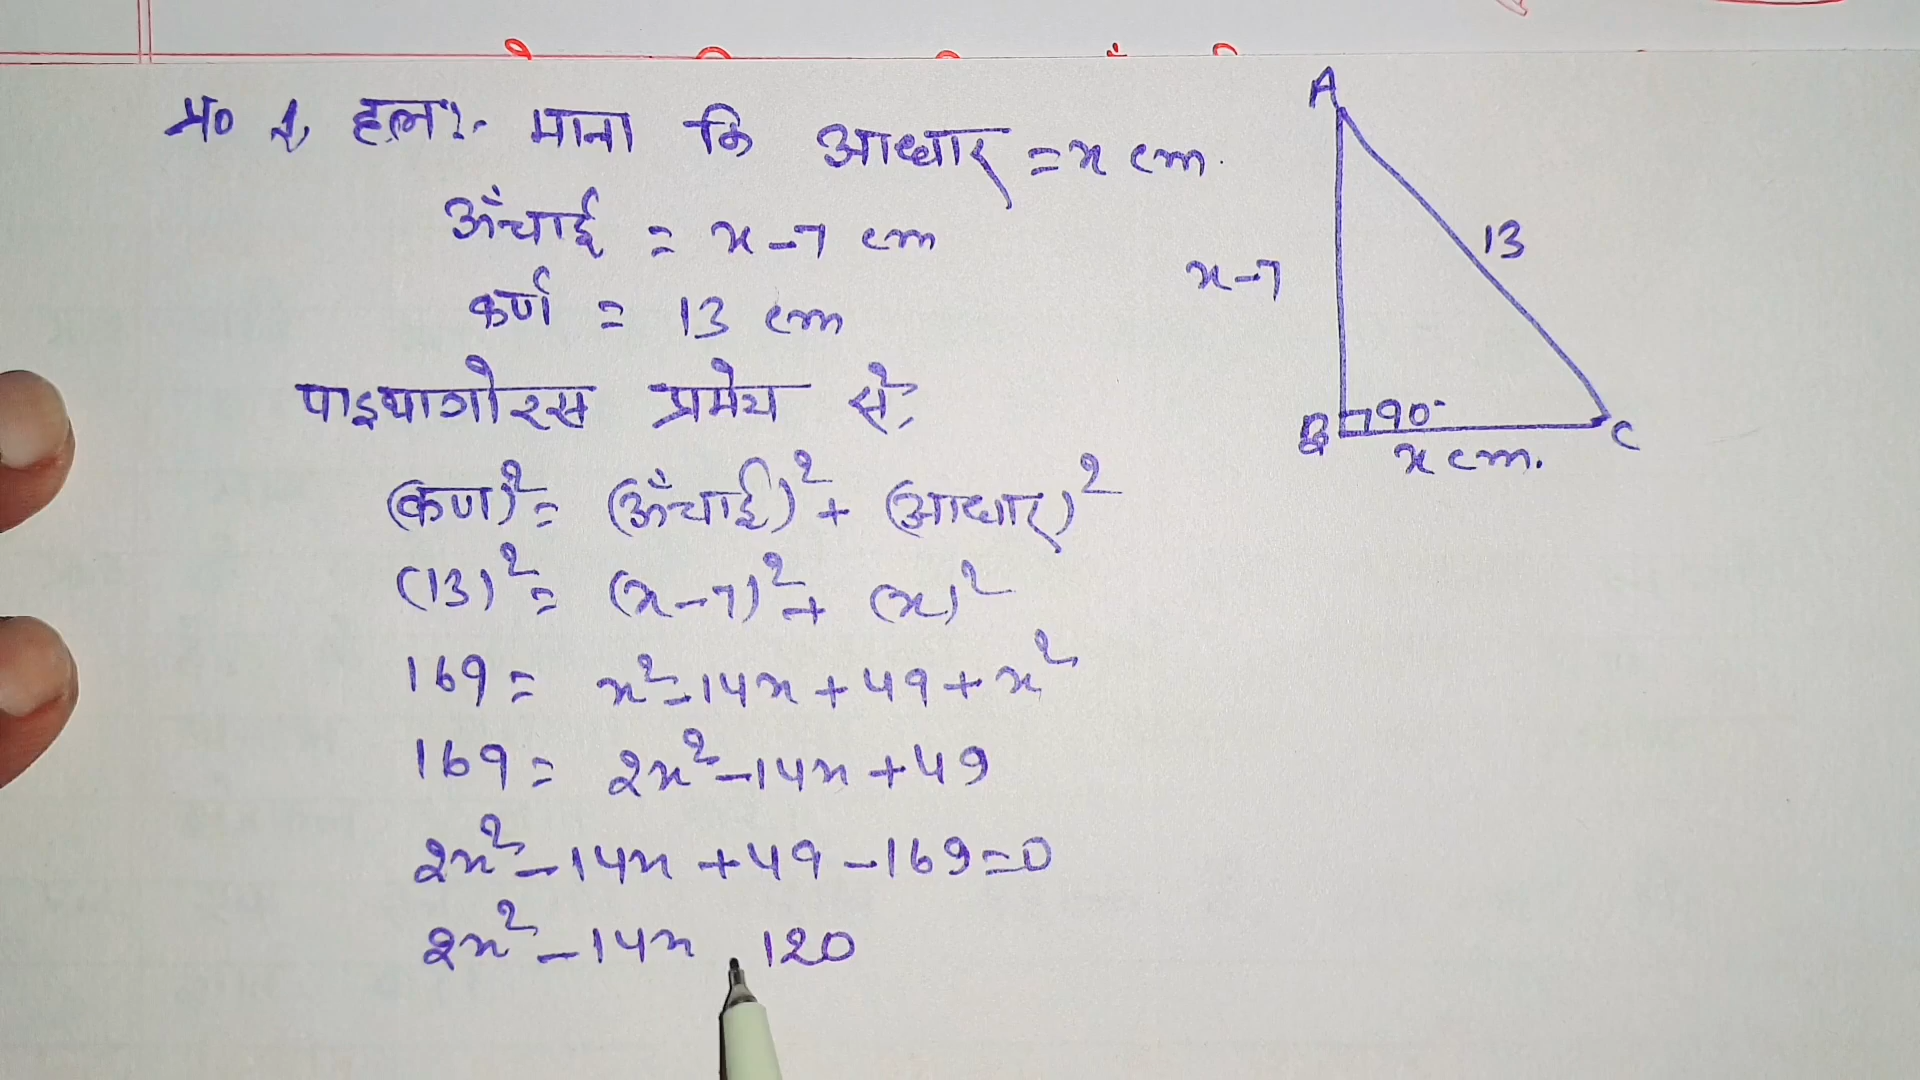 प्र० 1, हल:- माना कि आधार = x cm.
ऊँचाई = x-7 cm
कर्ण = 13 cm
पाइथागोरस प्रमेय से,
(कर्ण)² = (ऊँचाई)² + (आधार)²
(13)² = (x-7)² + (x)²
169 = x²-14x+49+x²
169 = 2x²-14x+49
2x²-14x+49-169=0
2x²-14x 120
A
13
x-7
B 90° C
x cm.